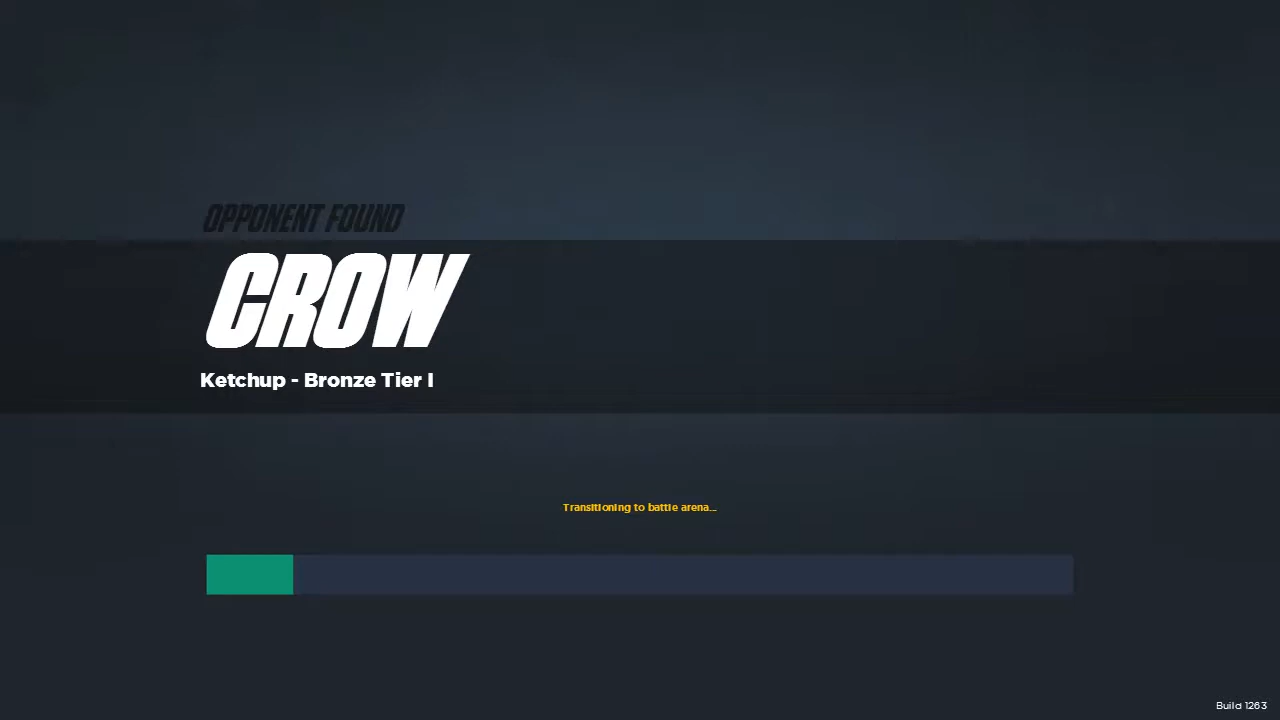 OPPONENT FOUND
CROW
Ketchup - Bronze Tier I
Transitioning to battle arena...
Build 1263